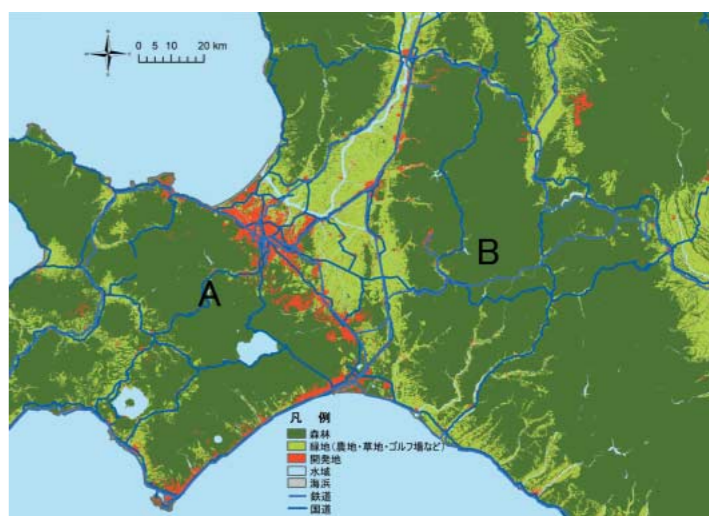 0 5 10 20 km
A
B
凡 例
森林
緑地(農地・草地・ゴルフ場など)
開発地
水域
海浜
鉄道
国道